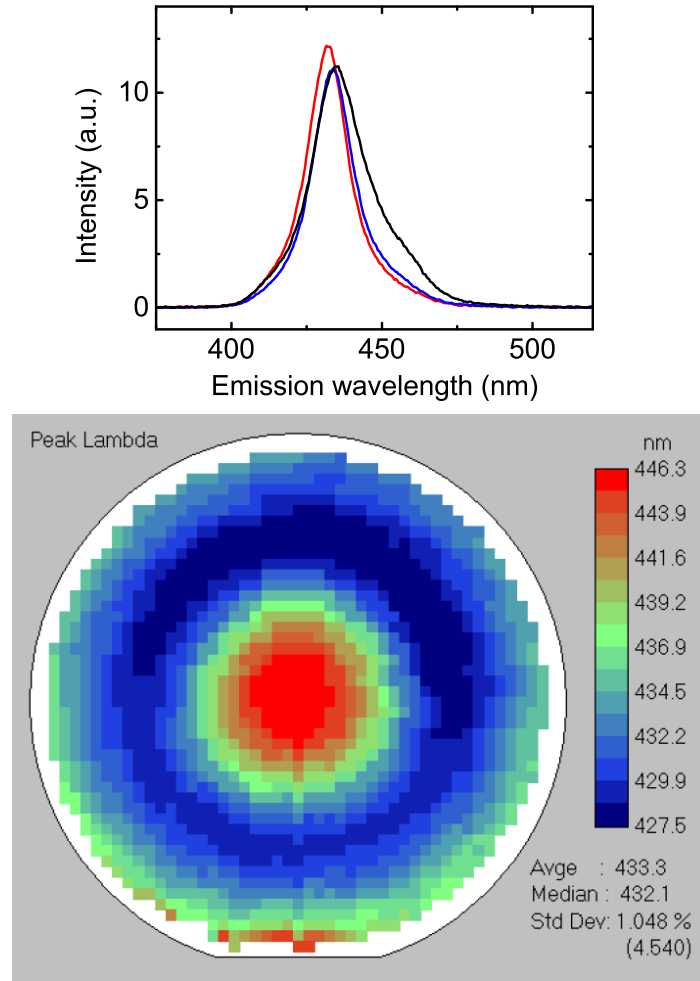 Intensity (a.u.)
10
5
0
400 450 500
Emission wavelength (nm)
Peak Lambda
nm
446.3
443.9
441.6
439.2
436.9
434.5
432.2
429.9
427.5
Avge : 433.3
Median : 432.1
Std Dev: 1.048 %
(4.540)